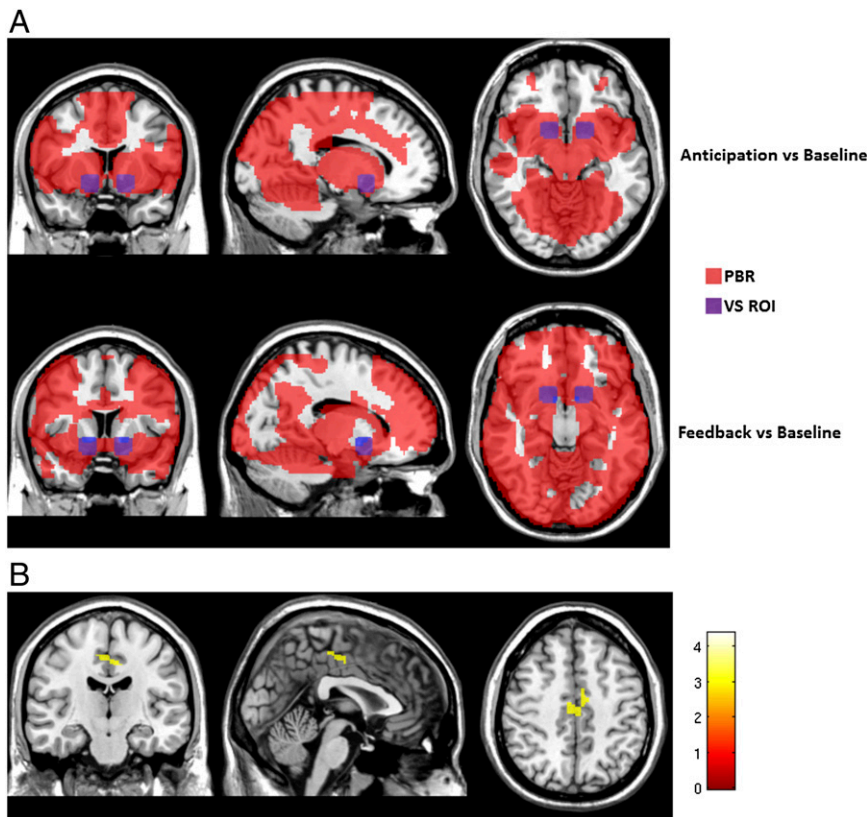 A
Anticipation vs Baseline
PBR
VS ROI
Feedback vs Baseline
B
4
3
2
1
0